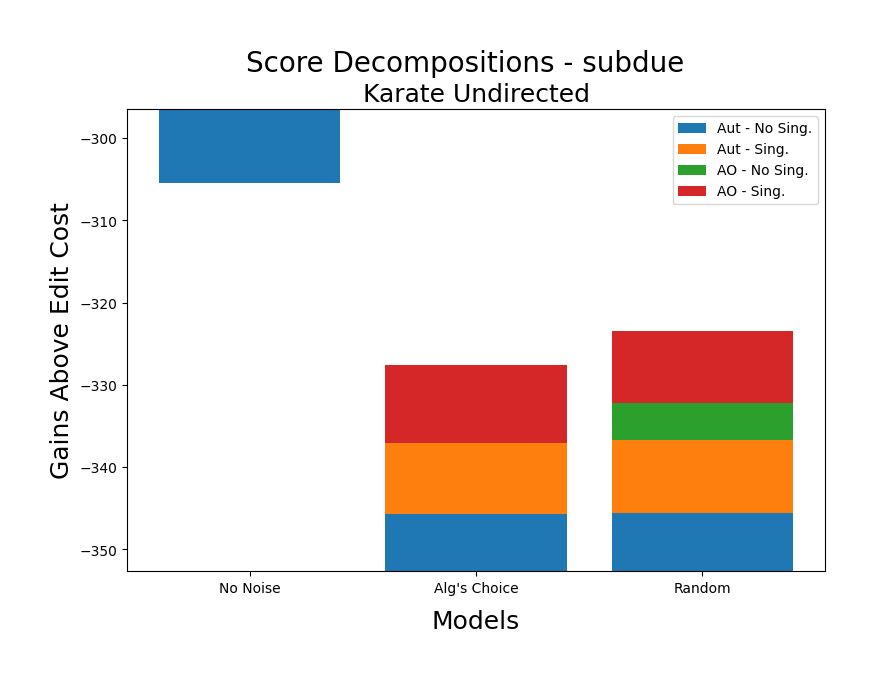 Score Decompositions - subdue
Karate Undirected
Aut - No Sing.
Aut - Sing.
AO - No Sing.
AO - Sing.
Gains Above Edit Cost
−300
−310
−320
−330
−340
−350
No Noise
Alg's Choice
Random
Models